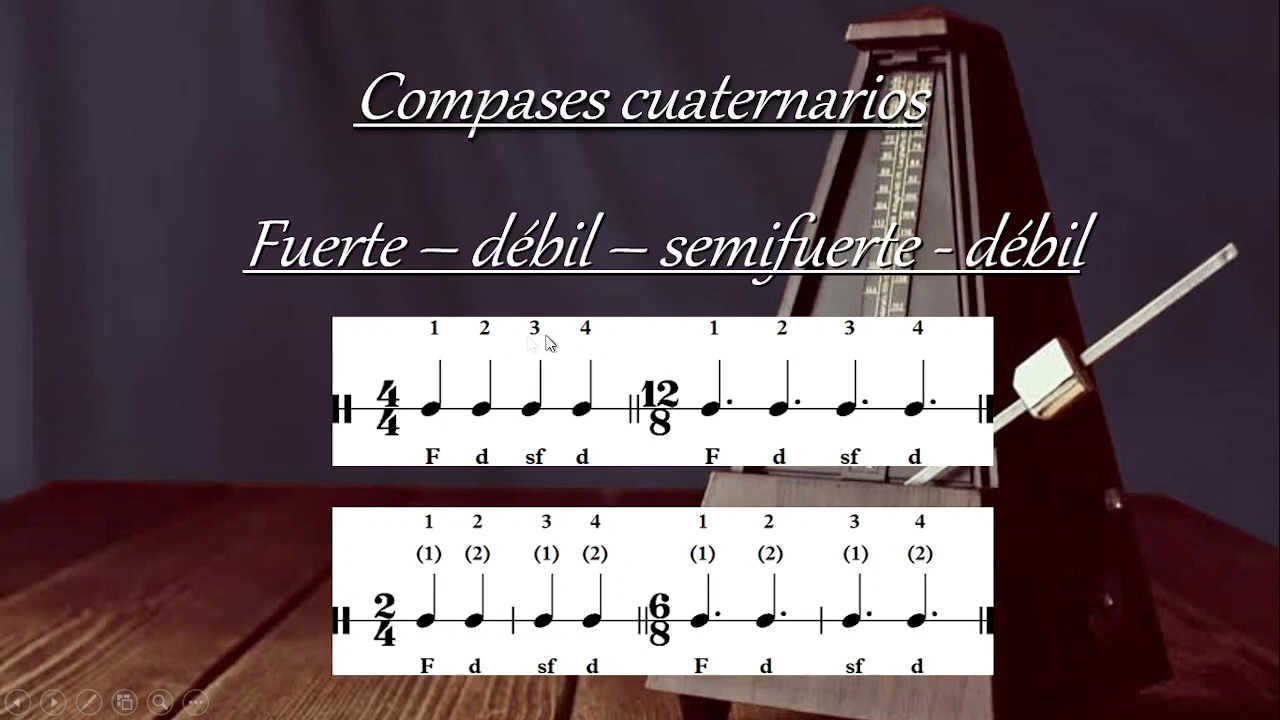 Compases cuaternarios
Fuerte – débil – semifuerte - débil
1 2 3 4 1 2 3 4
4 12
4 8
F d sf d F d sf d
1 2 3 4 1 2 3 4
(1) (2) (1) (2) (1) (2) (1) (2)
2 6
4 8
F d sf d F d sf d